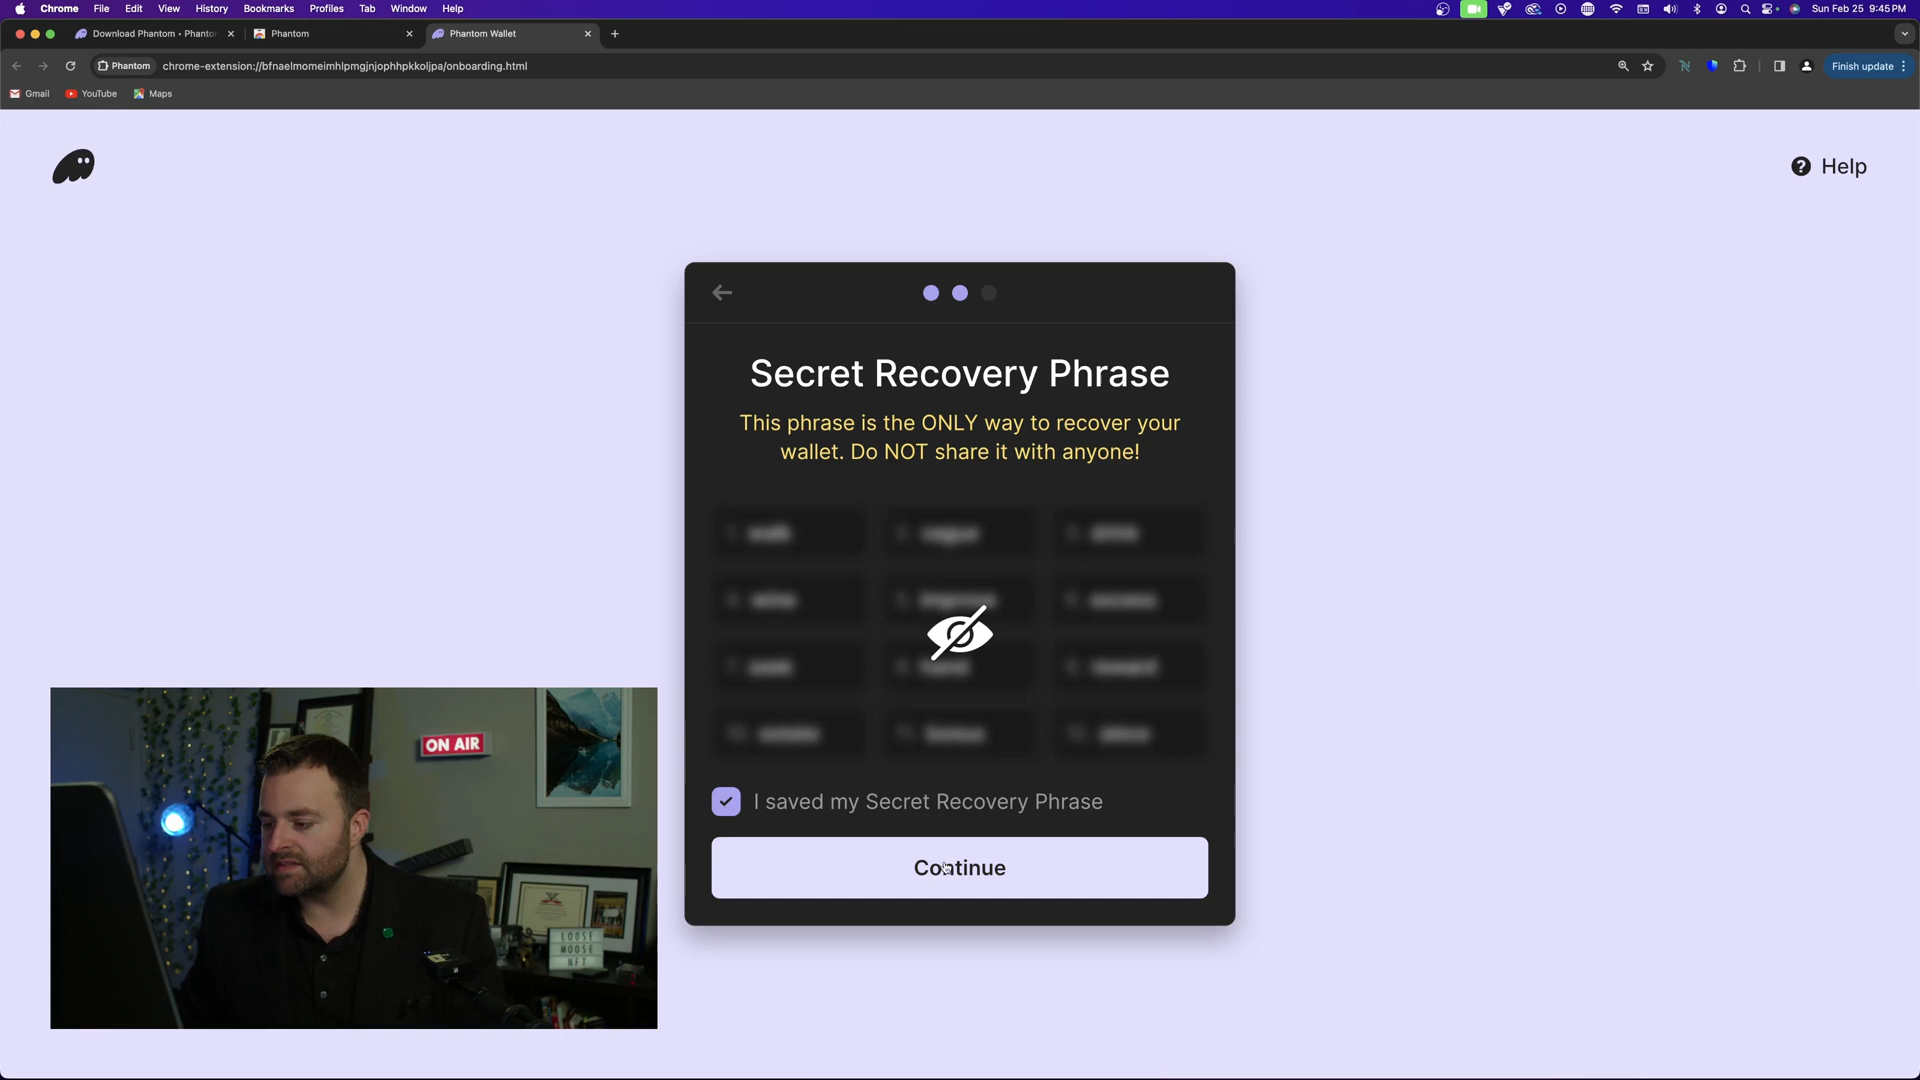 Chrome File Edit View History Bookmarks Profiles Tab Window Help
Sun Feb 25 9:45 PM
Download Phantom • Phanto
Phantom
Phantom Wallet
Phantom
chrome-extension://bfnaelmomeimhlpmgjnjophhpkkoljpa/onboarding.html
Finish update
Gmail YouTube Maps
Help
Secret Recovery Phrase
This phrase is the ONLY way to recover your
wallet. Do NOT share it with anyone!
I saved my Secret Recovery Phrase
Continue
ON AIR
LOOSE
MOOSE
NFT